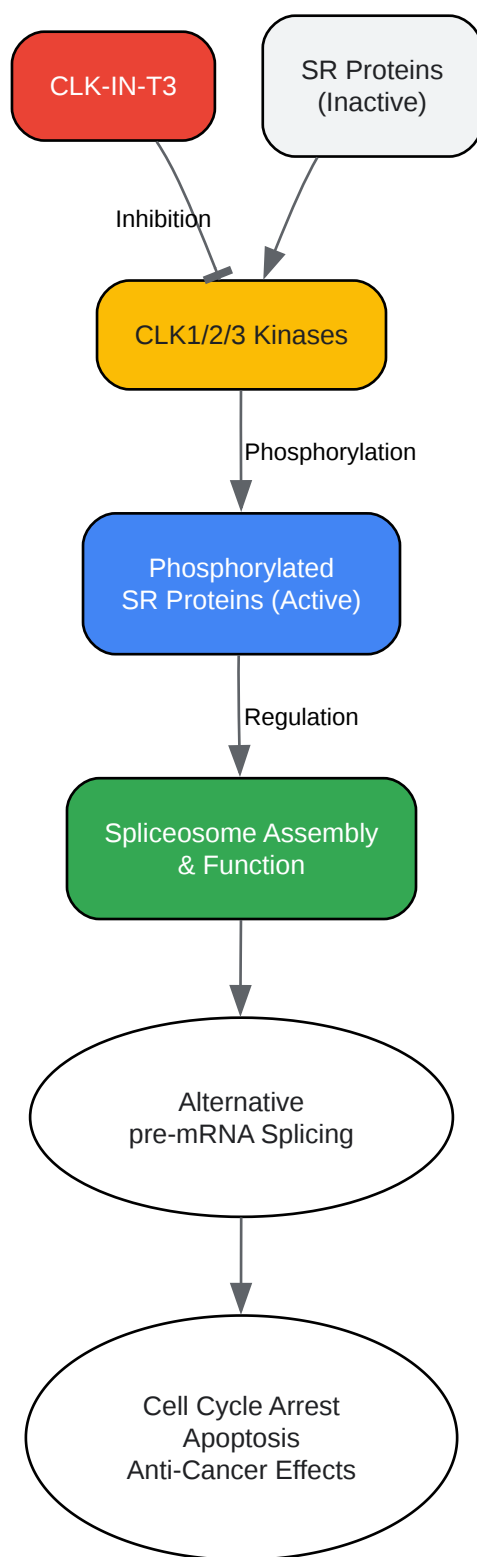 CLK-IN-T3
SR Proteins
(Inactive)
Inhibition
CLK1/2/3 Kinases
Phosphorylation
Phosphorylated
SR Proteins (Active)
Regulation
Spliceosome Assembly
& Function
Alternative
pre-mRNA Splicing
Cell Cycle Arrest
Apoptosis
Anti-Cancer Effects